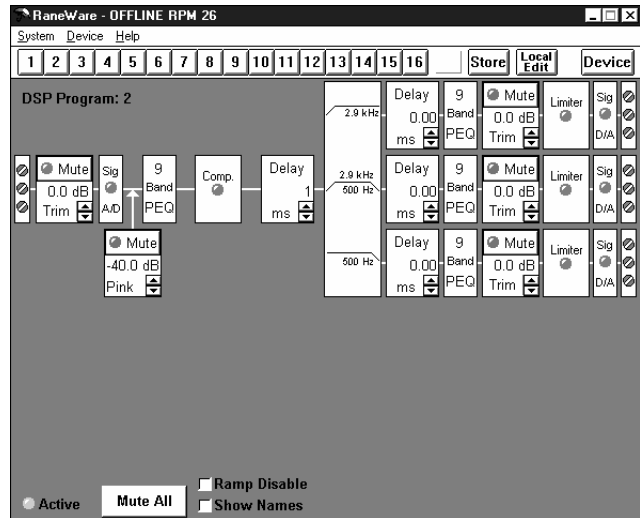 RaneWare - OFFLINE RPM 26
System Device Help
1 2 3 4 5 6 7 8 9 10 11 12 13 14 15 16 Store Local Edit Device
DSP Program: 2
2.9 kHz
Delay
0.00
ms
9
Band
PEQ
Mute
0.0 dB
Trim
Limiter
Sig
D/A
Mute
0.0 dB
Trim
Sig
A/D
9
Band
PEQ
Comp.
Delay
1
ms
2.9 kHz
500 Hz
Delay
0.00
ms
9
Band
PEQ
Mute
0.0 dB
Trim
Limiter
Sig
D/A
Mute
-40.0 dB
Pink
500 Hz
Delay
0.00
ms
9
Band
PEQ
Mute
0.0 dB
Trim
Limiter
Sig
D/A
Active
Mute All
Ramp Disable
Show Names